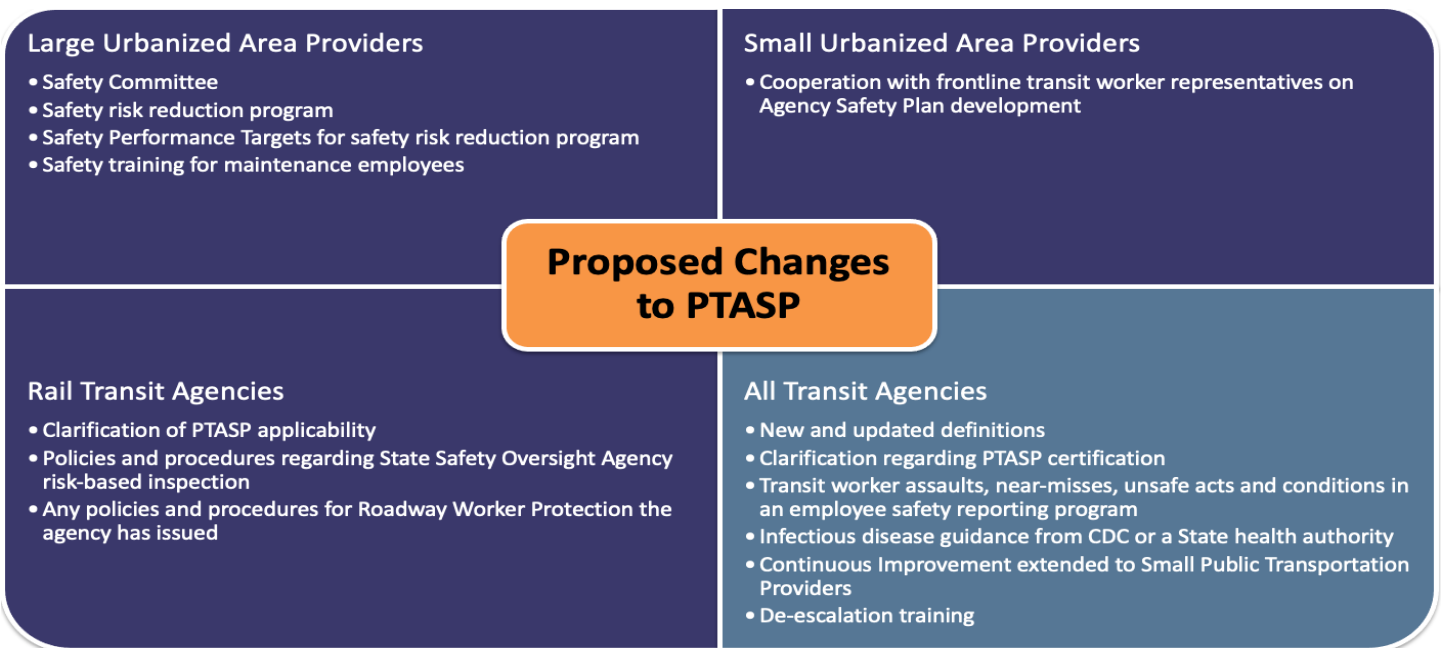 Large Urbanized Area Providers
• Safety Committee
• Safety risk reduction program
• Safety Performance Targets for safety risk reduction program
• Safety training for maintenance employees
Small Urbanized Area Providers
• Cooperation with frontline transit worker representatives on
Agency Safety Plan development
Proposed Changes
to PTASP
Rail Transit Agencies
• Clarification of PTASP applicability
• Policies and procedures regarding State Safety Oversight Agency
risk-based inspection
• Any policies and procedures for Roadway Worker Protection the
agency has issued
All Transit Agencies
• New and updated definitions
• Clarification regarding PTASP certification
• Transit worker assaults, near-misses, unsafe acts and conditions in
an employee safety reporting program
• Infectious disease guidance from CDC or a State health authority
• Continuous Improvement extended to Small Public Transportation
Providers
• De-escalation training